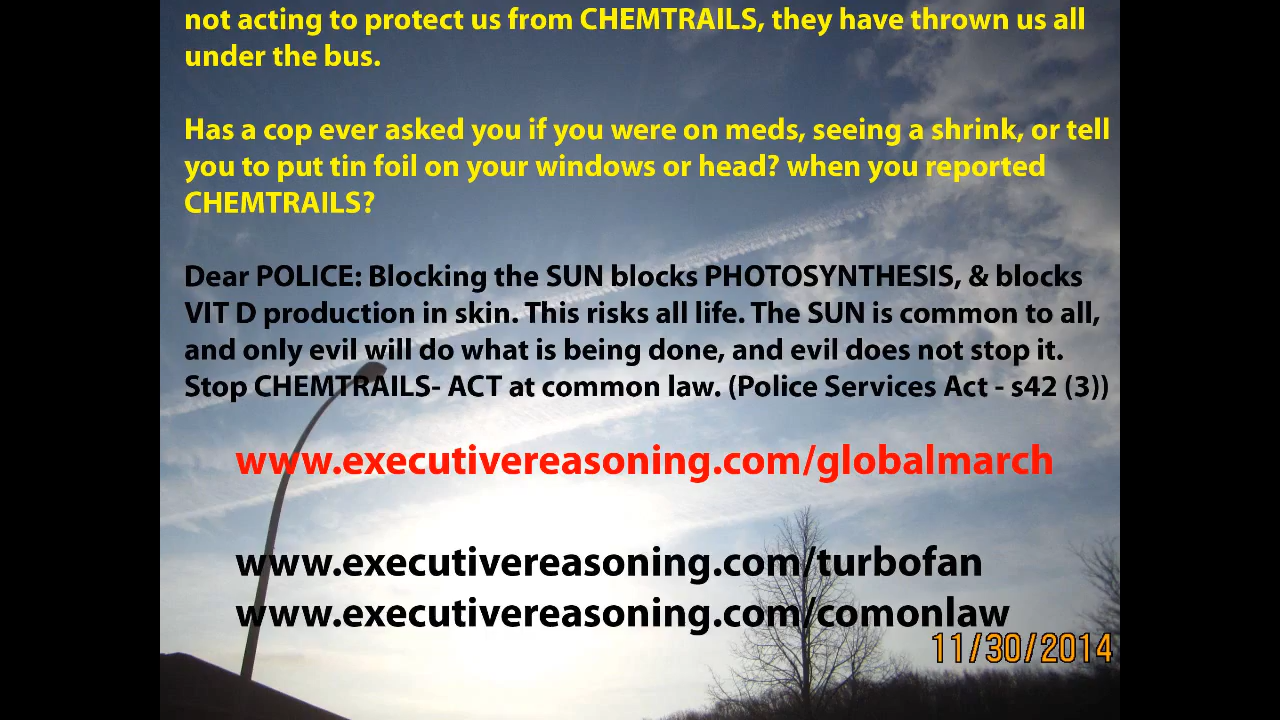 not acting to protect us from CHEMTRAILS, they have thrown us all
under the bus.
Has a cop ever asked you if you were on meds, seeing a shrink, or tell
you to put tin foil on your windows or head? when you reported
CHEMTRAILS?
Dear POLICE: Blocking the SUN blocks PHOTOSYNTHESIS, & blocks
VIT D production in skin. This risks all life. The SUN is common to all,
and only evil will do what is being done, and evil does not stop it.
Stop CHEMTRAILS- ACT at common law. (Police Services Act - s42 (3))
www.executivereasoning.com/globalmarch
www.executivereasoning.com/turbofan
www.executivereasoning.com/comonlaw
11/30/2014